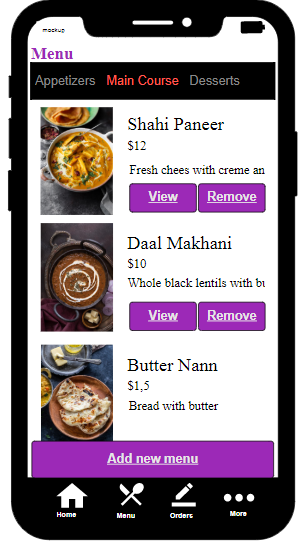 mockup
Menu
Appetizers Main Course Desserts
Shahi Paneer
$12
Fresh chees with creme an
View Remove
Daal Makhani
$10
Whole black lentils with bu
View Remove
Butter Nann
$1,5
Bread with butter
Add new menu
Home Menu Orders More